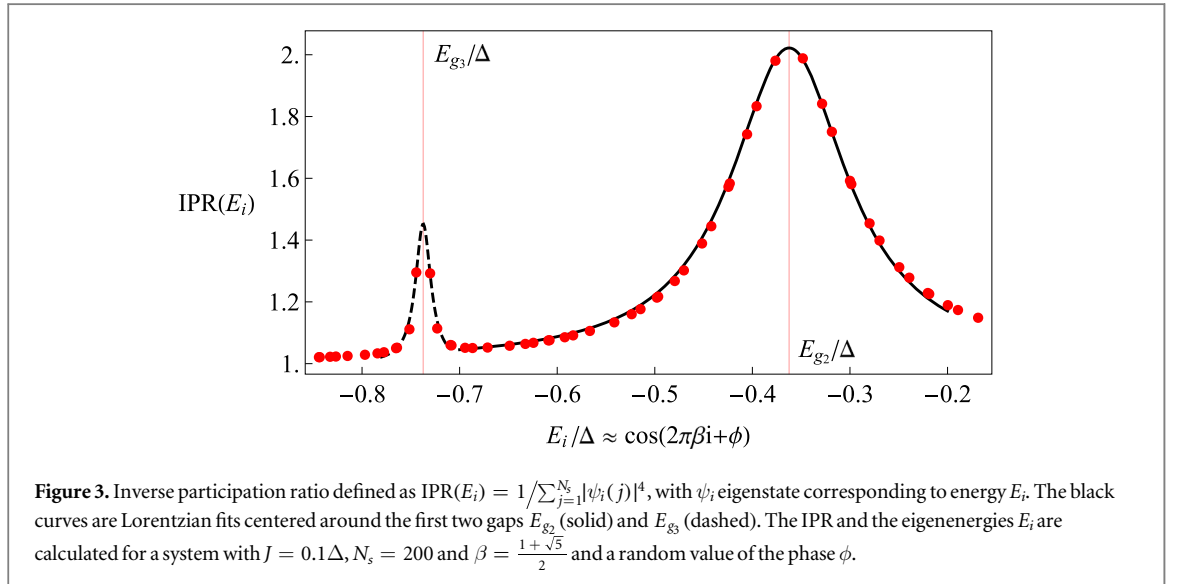 2.
E_{g_3}/Δ
1.8
1.6
IPR(E_i)
1.4
1.2
E_{g_2}/Δ
1.
−0.8 −0.7 −0.6 −0.5 −0.4 −0.3 −0.2
E_i/Δ ≈ cos(2πβi+ϕ)
Figure 3. Inverse participation ratio defined as IPR(E_i) = 1/∑_{j=1}^{N_s}|ψ_i(j)|^4, with ψ_i eigenstate corresponding to energy E_i. The black
curves are Lorentzian fits centered around the first two gaps E_{g_2} (solid) and E_{g_3} (dashed). The IPR and the eigenenergies E_i are
calculated for a system with J = 0.1Δ, N_s = 200 and β = \frac{1+\sqrt{5}}{2} and a random value of the phase ϕ.